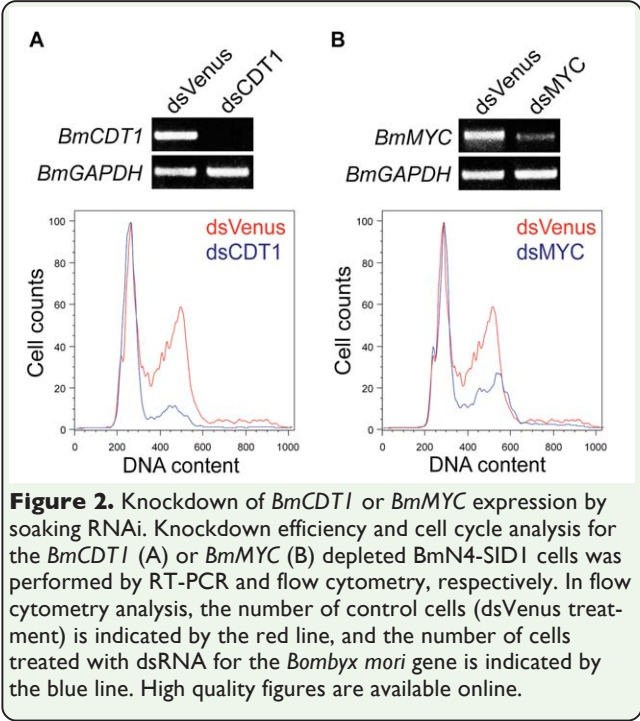 A
dsVenus
dsCDT1
BmCDT1
BmGAPDH
dsVenus
dsCDT1
Cell counts
100
80
60
40
20
0
0 200 400 600 800 1000
DNA content
B
dsVenus
dsMYC
BmMYC
BmGAPDH
dsVenus
dsMYC
Cell counts
100
80
60
40
20
0
0 200 400 600 800 1000
DNA content
Figure 2. Knockdown of BmCDT1 or BmMYC expression by
soaking RNAi. Knockdown efficiency and cell cycle analysis for
the BmCDT1 (A) or BmMYC (B) depleted BmN4-SID1 cells was
performed by RT-PCR and flow cytometry, respectively. In flow
cytometry analysis, the number of control cells (dsVenus treat-
ment) is indicated by the red line, and the number of cells
treated with dsRNA for the Bombyx mori gene is indicated by
the blue line. High quality figures are available online.